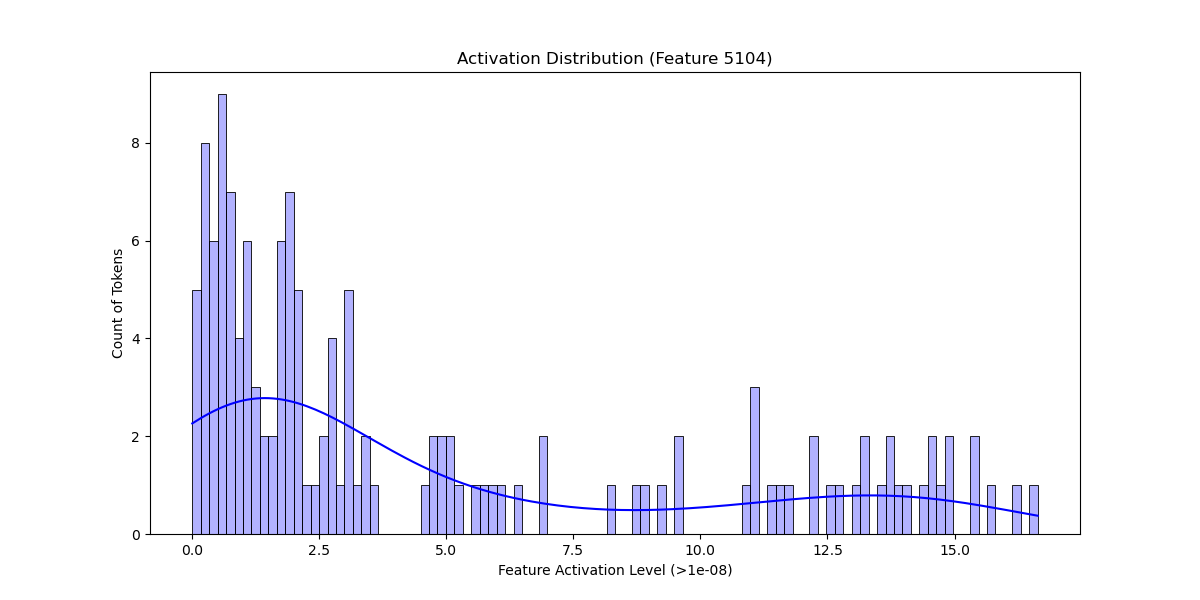 Activation Distribution (Feature 5104)
Count of Tokens
8
6
4
2
0
0.0 2.5 5.0 7.5 10.0 12.5 15.0
Feature Activation Level (>1e-08)